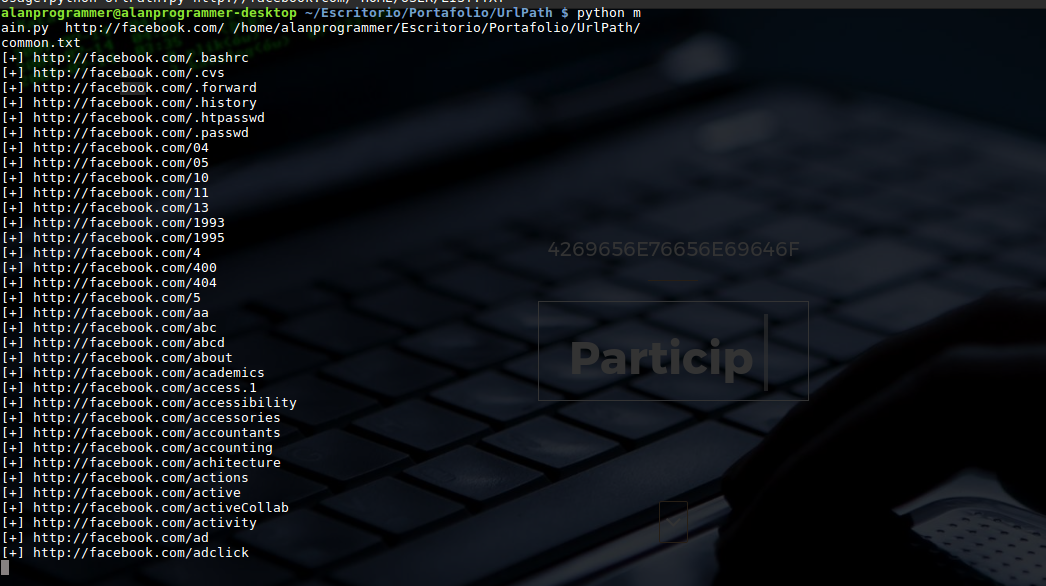 alanprogrammer@alanprogrammer-desktop ~/Escritorio/Portafolio/UrlPath $ python m
ain.py  http://facebook.com/ /home/alanprogrammer/Escritorio/Portafolio/UrlPath/
common.txt
[+] http://facebook.com/.bashrc
[+] http://facebook.com/.cvs
[+] http://facebook.com/.forward
[+] http://facebook.com/.history
[+] http://facebook.com/.htpasswd
[+] http://facebook.com/.passwd
[+] http://facebook.com/04
[+] http://facebook.com/05
[+] http://facebook.com/10
[+] http://facebook.com/11
[+] http://facebook.com/13
[+] http://facebook.com/1993
[+] http://facebook.com/1995
[+] http://facebook.com/4
[+] http://facebook.com/400
[+] http://facebook.com/404
[+] http://facebook.com/5
[+] http://facebook.com/aa
[+] http://facebook.com/abc
[+] http://facebook.com/abcd
[+] http://facebook.com/about
[+] http://facebook.com/academics
[+] http://facebook.com/access.1
[+] http://facebook.com/accessibility
[+] http://facebook.com/accessories
[+] http://facebook.com/accountants
[+] http://facebook.com/accounting
[+] http://facebook.com/achitecture
[+] http://facebook.com/actions
[+] http://facebook.com/active
[+] http://facebook.com/activeCollab
[+] http://facebook.com/activity
[+] http://facebook.com/ad
[+] http://facebook.com/adclick
4269656E76656E69646F
Particip